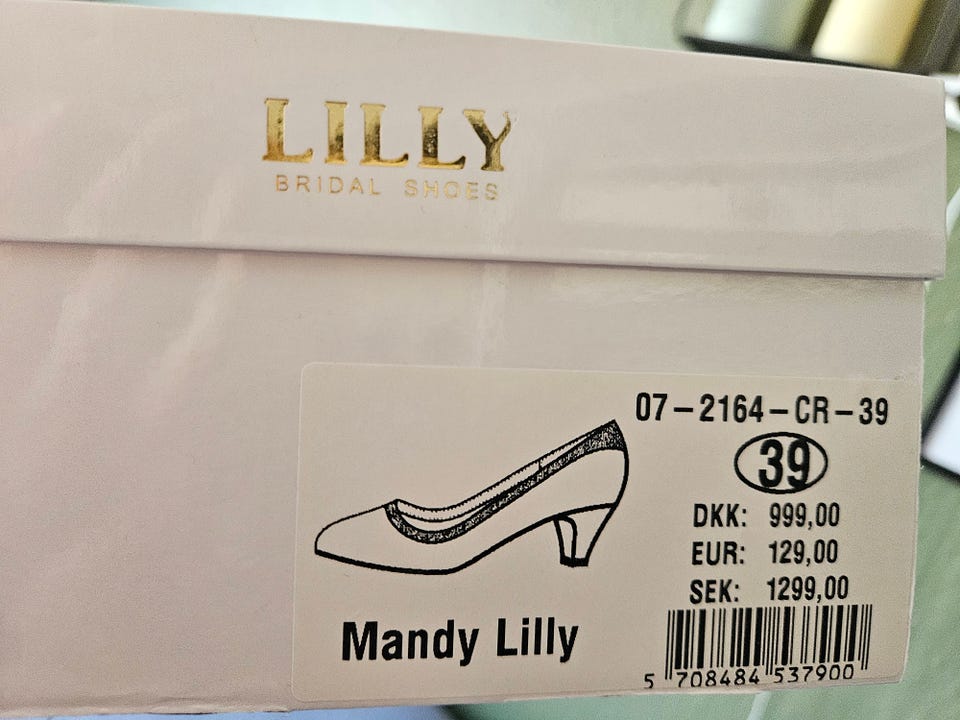 LILLY
BRIDAL SHOES
07-2164-CR-39
39
DKK: 999,00
EUR: 129,00
SEK: 1299,00
Mandy Lilly
5 708484 537900